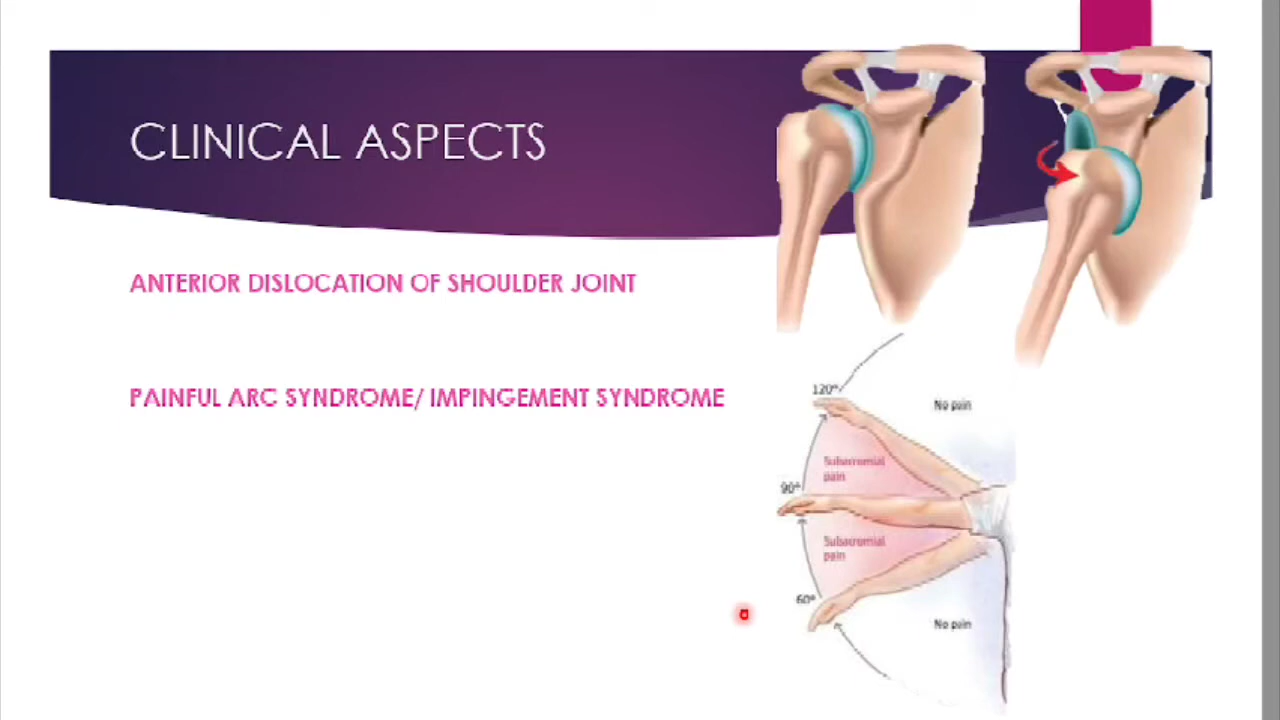 CLINICAL ASPECTS
ANTERIOR DISLOCATION OF SHOULDER JOINT
PAINFUL ARC SYNDROME/ IMPINGEMENT SYNDROME
120°
No pain
Subacromial
pain
90°
Subacromial
pain
60°
No pain